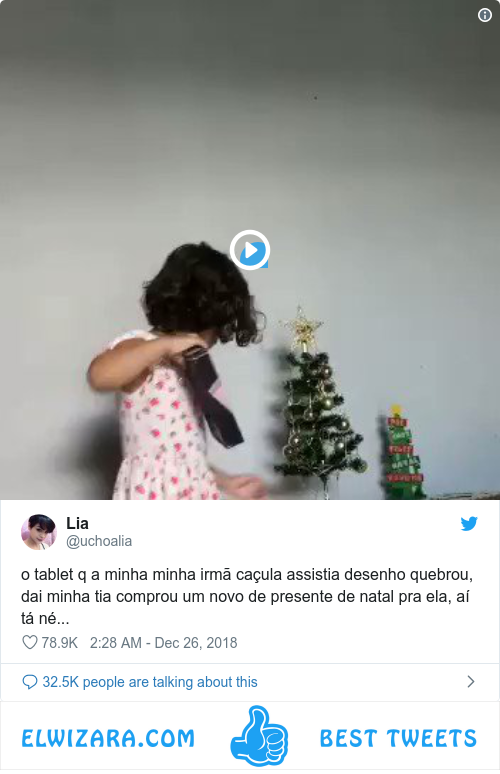 Lia
@uchoalia
o tablet q a minha minha irmã caçula assistia desenho quebrou,
dai minha tia comprou um novo de presente de natal pra ela, aí
tá né...
78.9K 2:28 AM - Dec 26, 2018
32.5K people are talking about this
ELWIZARA.COM BEST TWEETS